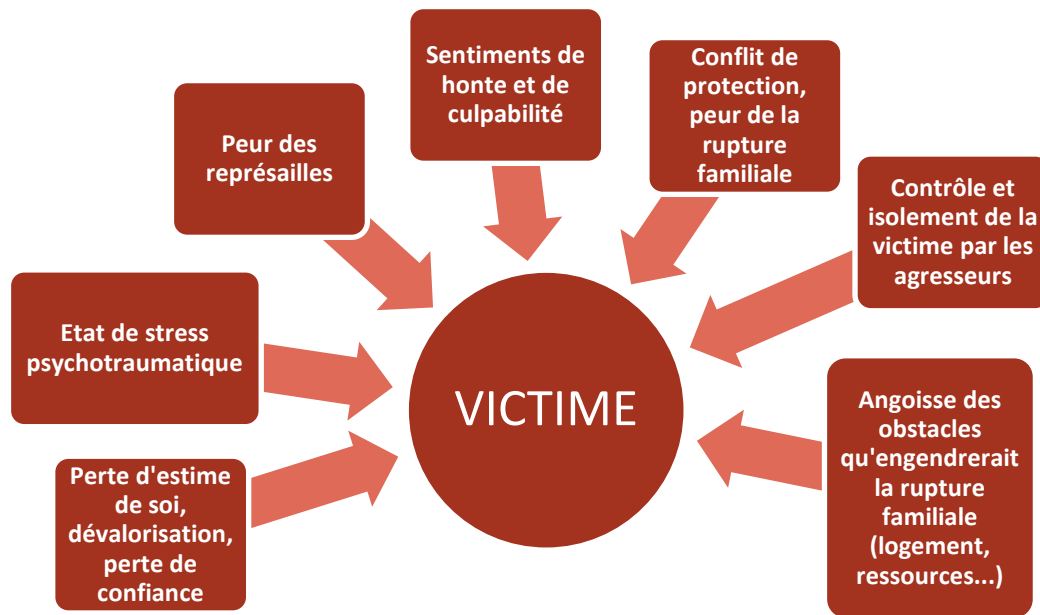 Sentiments de
honte et de
culpabilité
Conflit de
protection,
peur de la
rupture
familiale
Peur des
représailles
Contrôle et
isolement de la
victime par les
agresseurs
Etat de stress
psychotraumatique
VICTIME
Angoisse des
obstacles
qu'engendrerait
la rupture
familiale
(logement,
ressources...)
Perte d'estime
de soi,
dévalorisation,
perte de
confiance